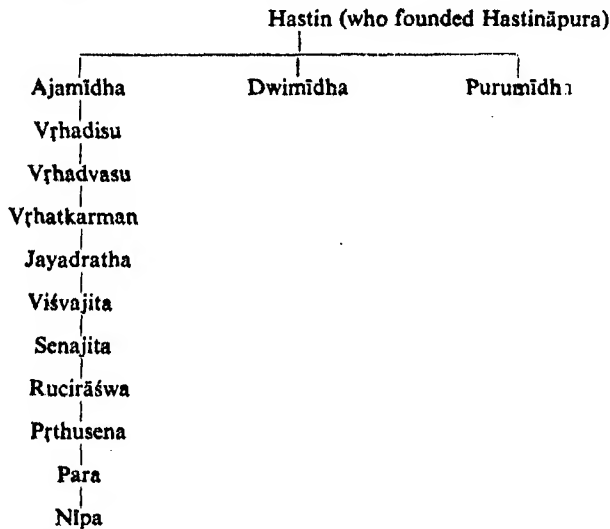 Hastin (who founded Hastināpura)
Ajamīdha Dwimīdha Purumīdha
Vṛhadisu
Vṛhadvasu
Vṛhatkarman
Jayadratha
Viśvajita
Senajita
Rucirāśwa
Pṛthusena
Para
Nīpa